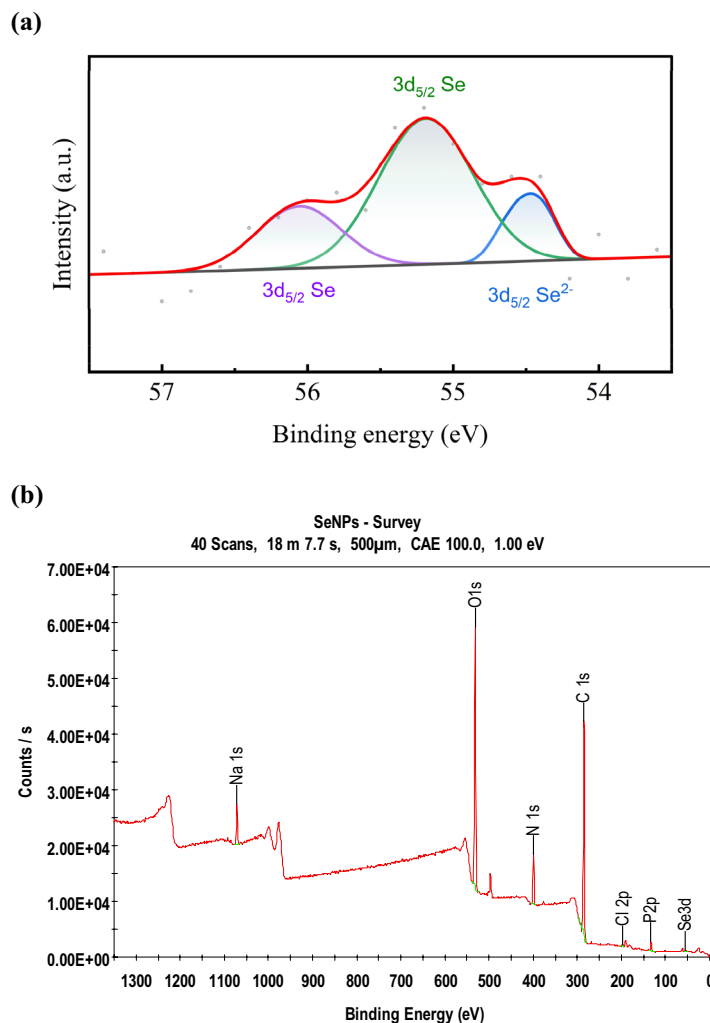 (a)
3d5/2 Se
3d5/2 Se
3d5/2 Se2-
Intensity (a.u.)
57 56 55 54
Binding energy (eV)
(b)
SeNPs - Survey
40 Scans, 18 m 7.7 s, 500µm, CAE 100.0, 1.00 eV
7.00E+04
6.00E+04
5.00E+04
4.00E+04
3.00E+04
2.00E+04
1.00E+04
0.00E+00
Counts / s
Na 1s
O1s
N 1s
C 1s
Cl 2p
P2p
Se3d
1300 1200 1100 1000 900 800 700 600 500 400 300 200 100 0
Binding Energy (eV)